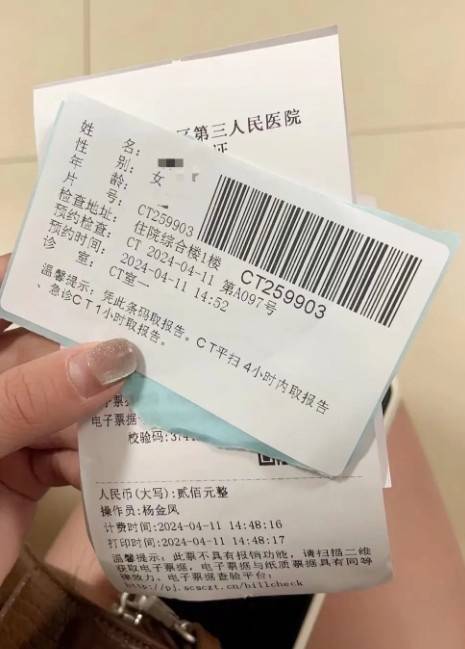 第三人民医院
证
姓 名:
性 别: 女
年 龄:
片 号: CT259903
检查地址: 住院综合楼1楼
预约检查: CT 2024-04-11 第A097号
预约时间: 2024-04-11 14:52
诊 室: CT室一
温馨提示: 凭此条码取报告。CT平扫4小时内取报告
、急诊CT1小时取报告。
CT259903
电子票据
校验码:
人民币(大写):贰佰元整
操作员:杨金凤
计费时间:2024-04-11 14:48:16
打印时间:2024-04-11 14:48:17
温馨提示: 此票不具有报销功能, 请扫描二维
获取电子票据, 电子票据与纸质票据具有同等
律效力。电子票据查验平台:
http://pj.scsczt.cn/billcheck